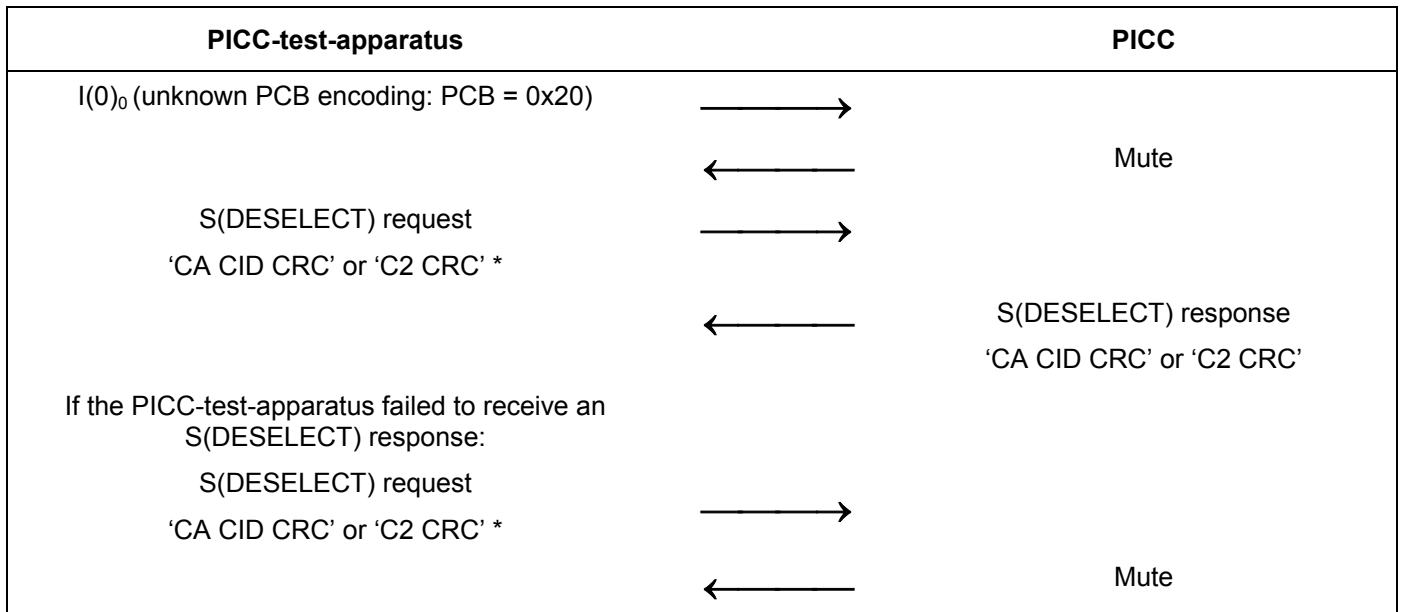 PICC-test-apparatus PICC
I(0)₀ (unknown PCB encoding: PCB = 0x20)
Mute
S(DESELECT) request
‘CA CID CRC’ or ‘C2 CRC’ *
S(DESELECT) response
‘CA CID CRC’ or ‘C2 CRC’
If the PICC-test-apparatus failed to receive an
S(DESELECT) response:
S(DESELECT) request
‘CA CID CRC’ or ‘C2 CRC’ *
Mute